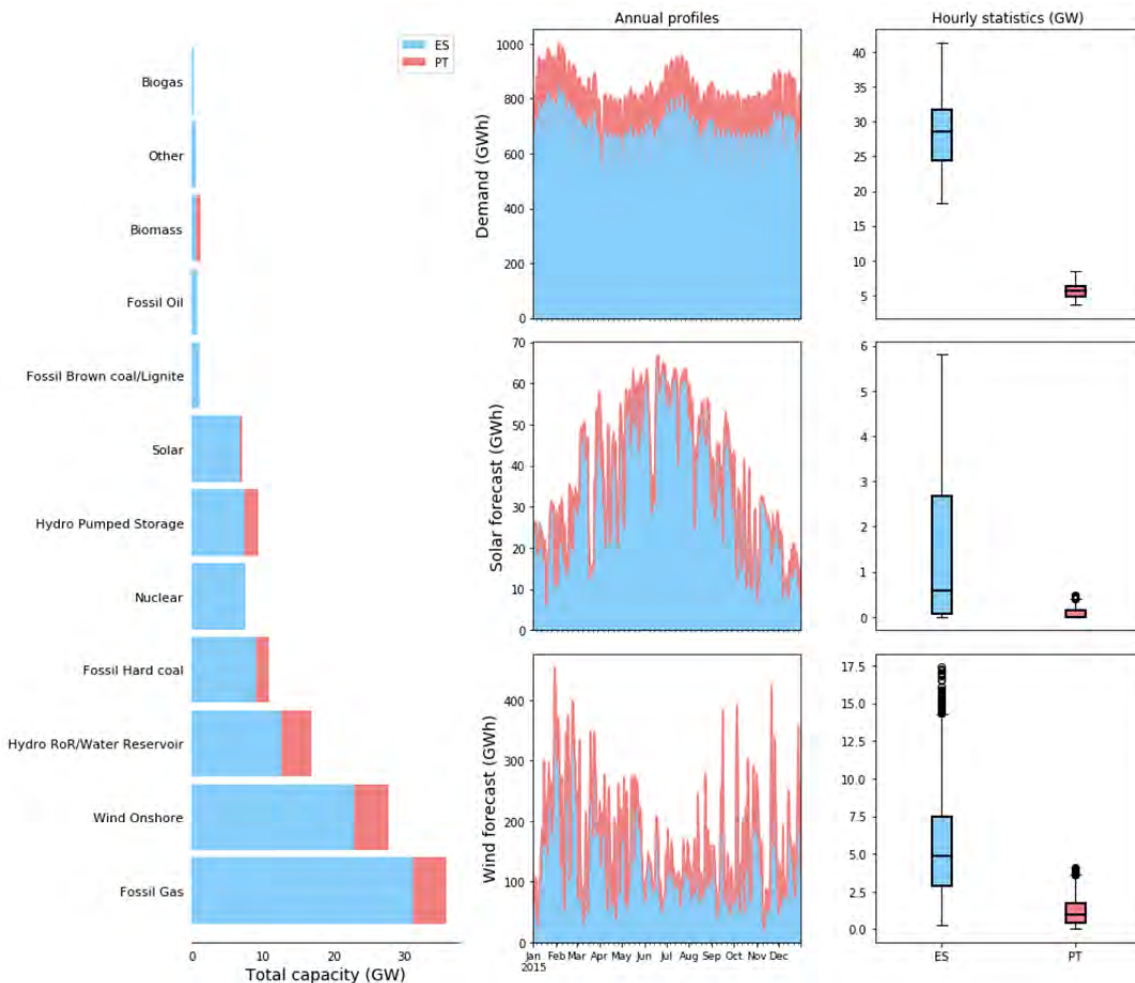 ES
PT
Biogas
Other
Biomass
Fossil Oil
Fossil Brown coal/Lignite
Solar
Hydro Pumped Storage
Nuclear
Fossil Hard coal
Hydro RoR/Water Reservoir
Wind Onshore
Fossil Gas
0 10 20 30
Total capacity (GW)
Annual profiles
Demand (GWh)
1000
800
600
400
200
0
Solar forecast (GWh)
70
60
50
40
30
20
10
0
Wind forecast (GWh)
400
300
200
100
0
Jan Feb Mar Apr May Jun Jul Aug Sep Oct Nov Dec
2015
Hourly statistics (GW)
40
35
30
25
20
15
10
5
6
5
4
3
2
1
0
17.5
15.0
12.5
10.0
7.5
5.0
2.5
0.0
ES PT